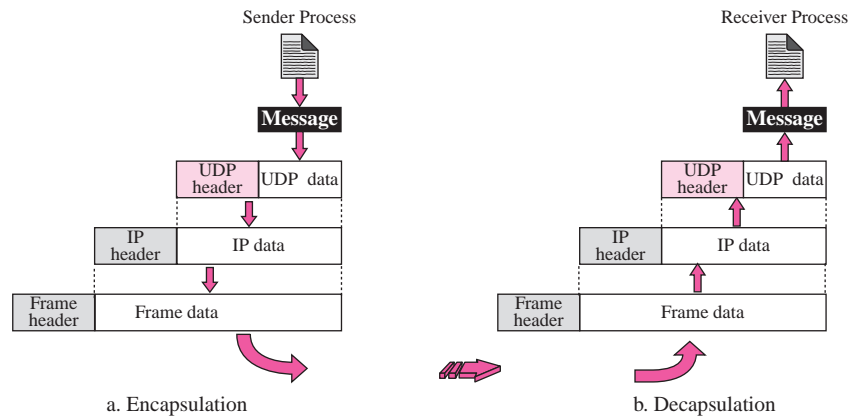 Sender Process
Receiver Process
Message
Message
UDP
header
UDP data
UDP
header
UDP data
IP
header
IP data
IP
header
IP data
Frame
header
Frame data
Frame
header
Frame data
a. Encapsulation
b. Decapsulation